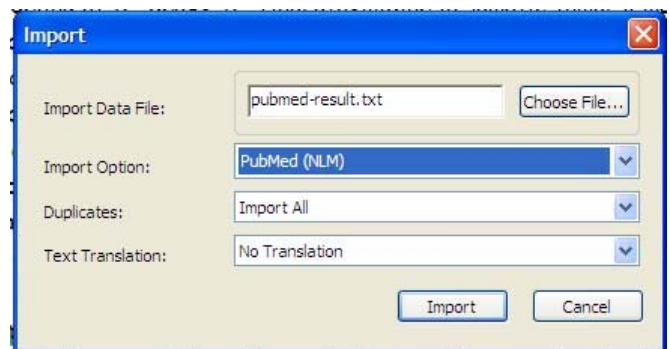 Import
Import Data File: pubmed-result.txt Choose File...
Import Option: PubMed (NLM)
Duplicates: Import All
Text Translation: No Translation
Import Cancel